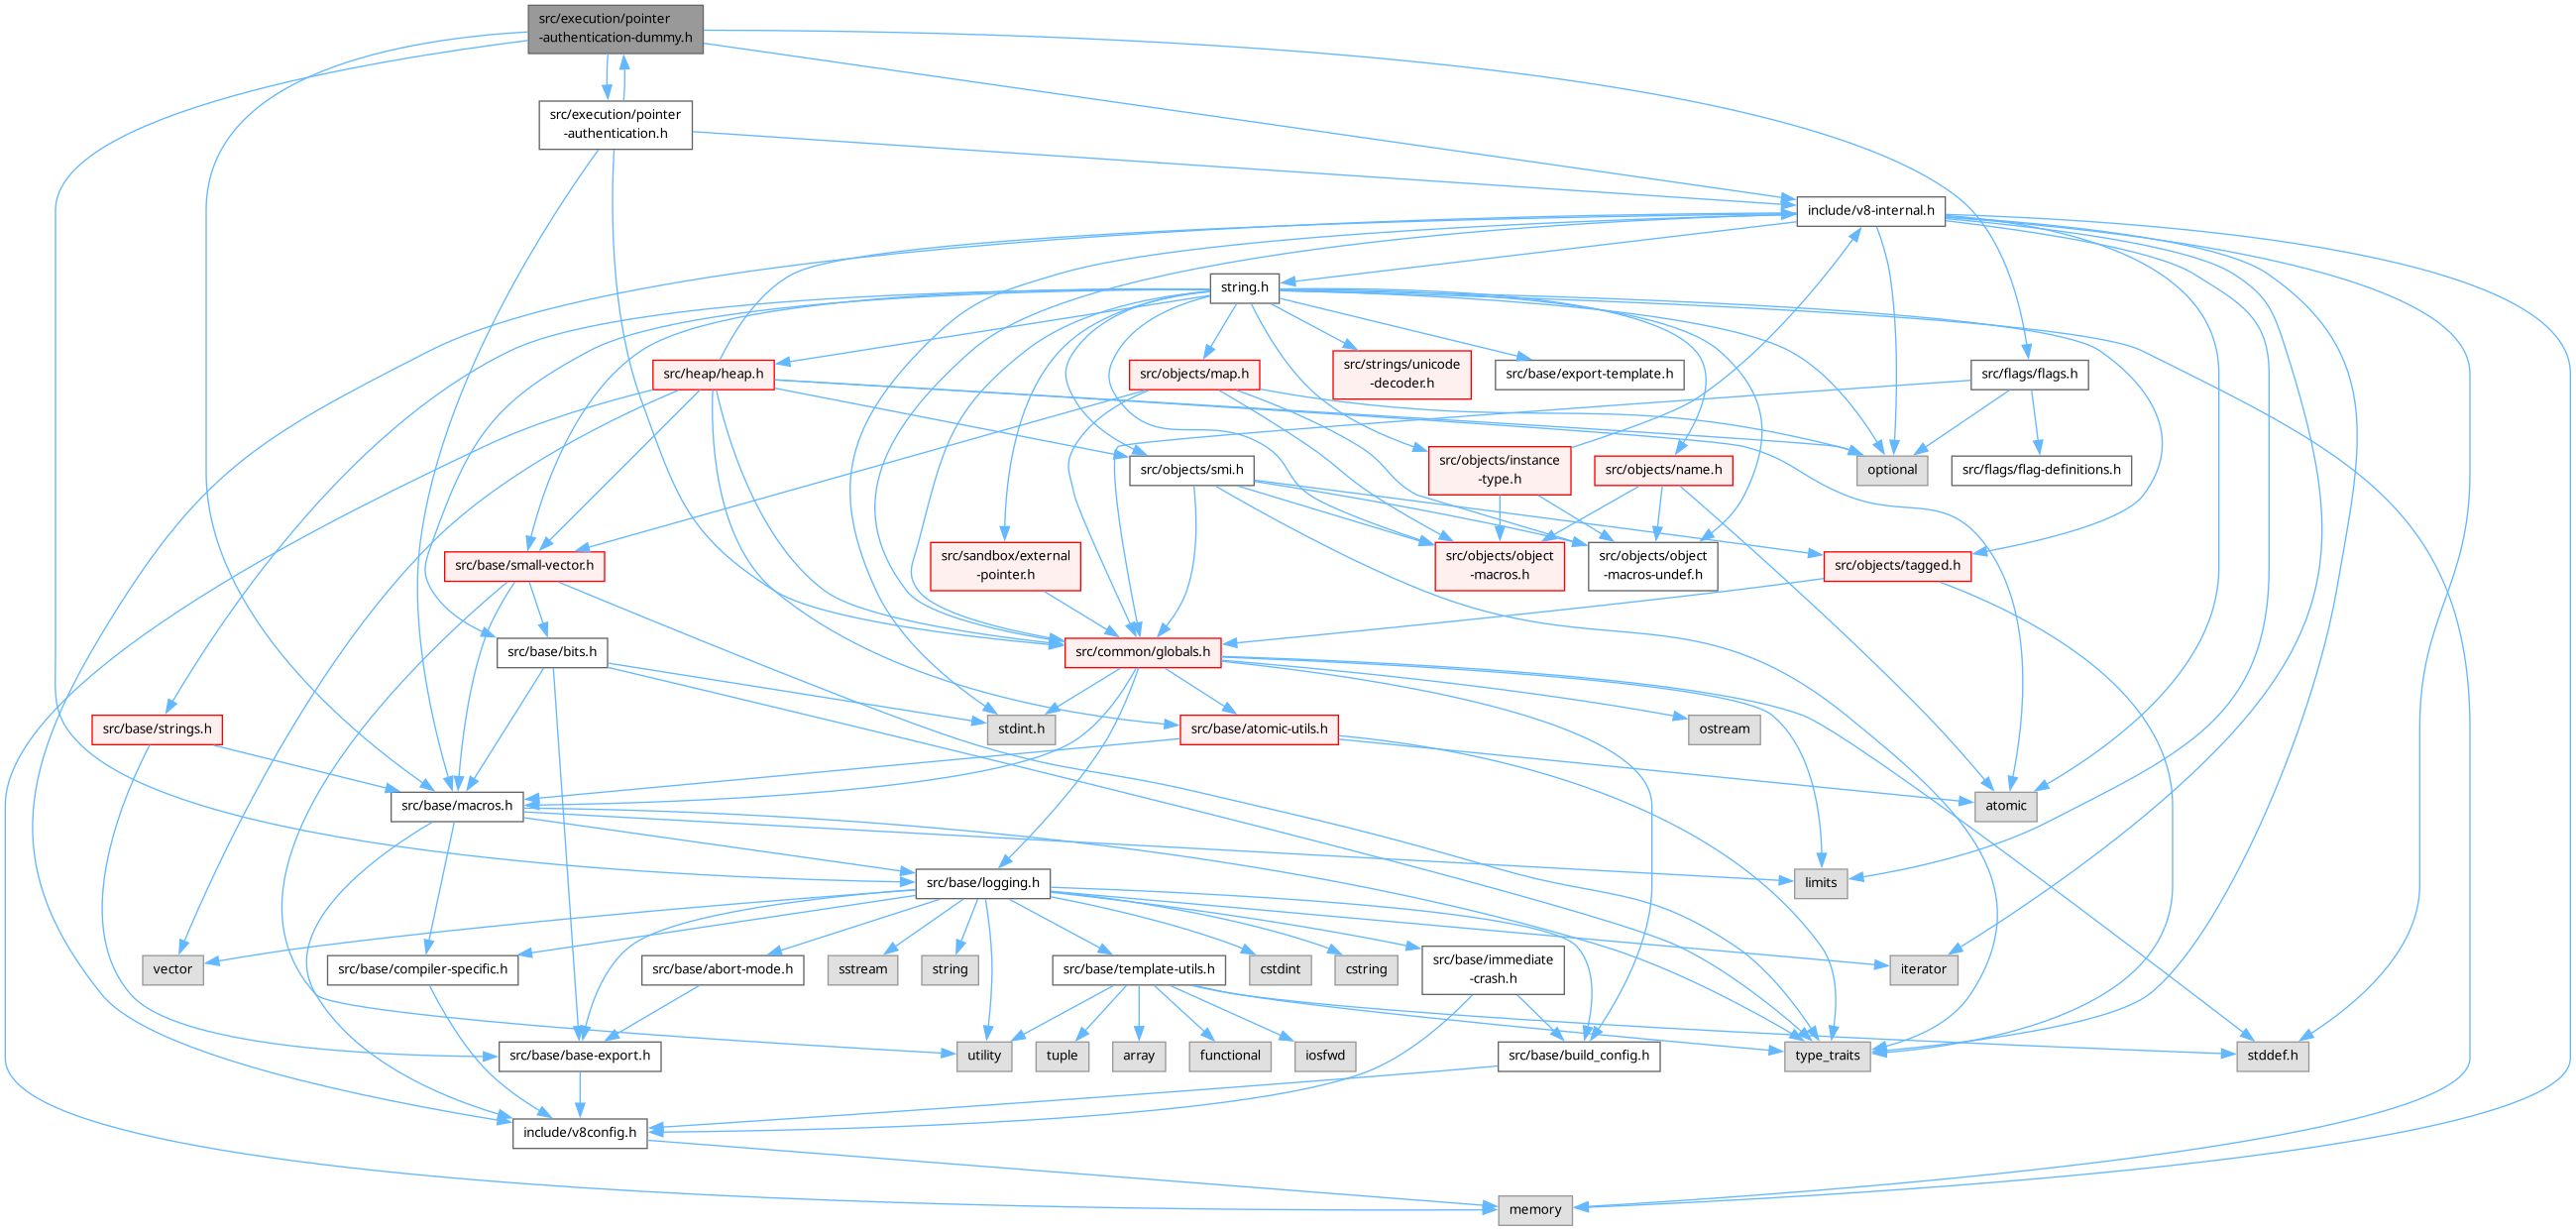 src/execution/pointer
-authentication-dummy.h
src/execution/pointer
-authentication.h
include/v8-internal.h
string.h
src/heap/heap.h
src/objects/map.h
src/strings/unicode
-decoder.h
src/base/export-template.h
src/flags/flags.h
src/objects/smi.h
src/objects/instance
-type.h
src/objects/name.h
optional
src/flags/flag-definitions.h
src/base/small-vector.h
src/sandbox/external
-pointer.h
src/objects/object
-macros.h
src/objects/object
-macros-undef.h
src/objects/tagged.h
src/base/bits.h
src/common/globals.h
src/base/strings.h
stdint.h
src/base/atomic-utils.h
ostream
src/base/macros.h
atomic
src/base/logging.h
limits
vector
src/base/compiler-specific.h
src/base/abort-mode.h
sstream
string
src/base/template-utils.h
cstdint
cstring
src/base/immediate
-crash.h
iterator
src/base/base-export.h
utility
tuple
array
functional
iosfwd
src/base/build_config.h
type_traits
stddef.h
include/v8config.h
memory